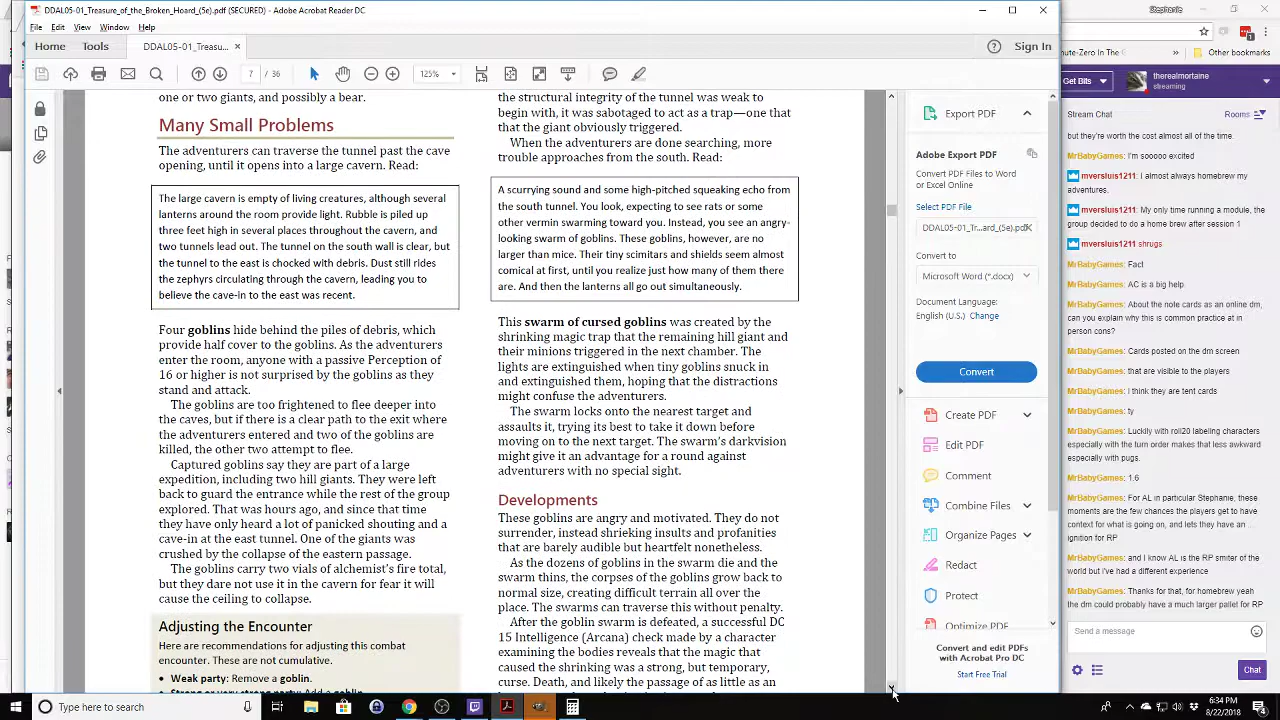 DDAL05-01_Treasure_of_the_Broken_Hoard_(5e).pdf (SECURED) - Adobe Acrobat Reader DC
Stephanie
File Edit View Window Help
Home Tools DDAL05-01_Treasu... × Sign In
Other bookmarks
7 / 36 125%
Get Bits
therealmortaine
streaming
one or two giants, and possibly a bear.
Many Small Problems
The adventurers can traverse the tunnel past the cave
opening, until it opens into a large cavern. Read:
The large cavern is empty of living creatures, although several
lanterns around the room provide light. Rubble is piled up
three feet high in several places throughout the cavern and
two tunnels lead out. The tunnel on the south wall is clear, but
the tunnel to the east is chocked with debris. Dust still rides
the zephyrs circulating through the cavern, leading you to
believe the cave-in to the east was recent.
Four goblins hide behind the piles of debris, which
provide half cover to the goblins. As the adventurers
enter the room, anyone with a passive Perception of
16 or higher is not surprised by the goblins as they
stand and attack.
The goblins are too frightened to flee deeper into
the caves, but if there is a clear path to the exit where
the adventurers entered and two of the goblins are
killed, the other two attempt to flee.
Captured goblins say they are part of a large
expedition, including two hill giants. They were left
back to guard the entrance while the rest of the group
explored. That was hours ago, and since that time
they have only heard a lot of panicked shouting and a
cave-in at the east tunnel. One of the giants was
crushed by the collapse of the eastern passage.
The goblins carry two vials of alchemist's fire total,
but they dare not use it in the cavern for fear it will
cause the ceiling to collapse.
Adjusting the Encounter
Here are recommendations for adjusting this combat
encounter. These are not cumulative.
• Weak party: Remove a goblin.
• Strong or very strong party: Add a goblin.
the structural integrity of the tunnel was weak to
begin with, it was sabotaged to act as a trap—one that
that the giant obviously triggered.
When the adventurers are done searching, more
trouble approaches from the south. Read:
A scurrying sound and some high-pitched squeaking echo from
the south tunnel. You look, expecting to see rats or some
other vermin swarming toward you. Instead, you see an angry-
looking swarm of goblins. These goblins, however, are no
larger than mice. Their tiny scimitars and shields seem almost
comical at first, until you realize just how many of them there
are. And then the lanterns all go out simultaneously.
This swarm of cursed goblins was created by the
shrinking magic trap that the remaining hill giant and
their minions triggered in the next chamber. The
lights are extinguished when tiny goblins snuck in
and extinguished them, hoping that the distractions
might confuse the adventurers.
The swarm locks onto the nearest target and
assaults it, trying its best to take it down before
moving on to the next target. The swarm's darkvision
might give it an advantage for a round against
adventurers with no special sight.
Developments
These goblins are angry and motivated. They do not
surrender, instead shrieking insults and profanities
that are barely audible but heartfelt nonetheless.
As the dozens of goblins in the swarm die and the
swarm thins, the corpses of the goblins grow back to
normal size, creating difficult terrain all over the
place. The swarms can traverse this without penalty.
After the goblin swarm is defeated, a successful DC
15 Intelligence (Arcana) check made by a character
examining the bodies reveals that the magic that
caused the shrinking was a strong, but temporary,
curse. Death, and likely the passage of as little as an
Export PDF
Adobe Export PDF
Convert PDF Files to Word
or Excel Online
Select PDF File
DDAL05-01_Tr...ard_(5e).pdf
Convert to
Microsoft Word (*.docx)
Document Language:
English (U.S.) Change
Convert
Create PDF
Edit PDF
Comment
Combine Files
Organize Pages
Redact
Protect
Optimize PDF
Convert and edit PDFs
with Acrobat Pro DC
Start Free Trial
Stream Chat Rooms
but they're worth the cost almost all of the time.
MrBabyGames: I'm sooooo excited
mversluis1211: I almost always homebrew my
adventures.
mversluis1211: My only time running a module, the
group decided to do a home brew after session 1
mversluis1211 shrugs
MrBabyGames: Fact
MrBabyGames: AC is a big help
MrBabyGames: About the note cards as an online dm,
can you explain why this is common practice at in
person cons?
MrBabyGames: Cards posted on the dm screen
MrBabyGames: that are visible to the players
MrBabyGames: I think they are tent cards
MrBabyGames: ty
MrBabyGames: Luckily with roll20 labeling characters
especially with the turn order makes that less awkward
especially with pugs.
MrBabyGames: 1.6
MrBabyGames: For AL in particular Stephanie, these
moments are the few chances the players get to have
context for what is going on, and lets they have an
ignition for RP
MrBabyGames: and I know AL is the RP smiter of the
world but i've had a different experience
MrBabyGames: Thanks for that, for homebrew yeah
the dm could probably have a much larger pallet for RP
Send a message
Chat
Type here to search
6:34 PM
8/22/2018